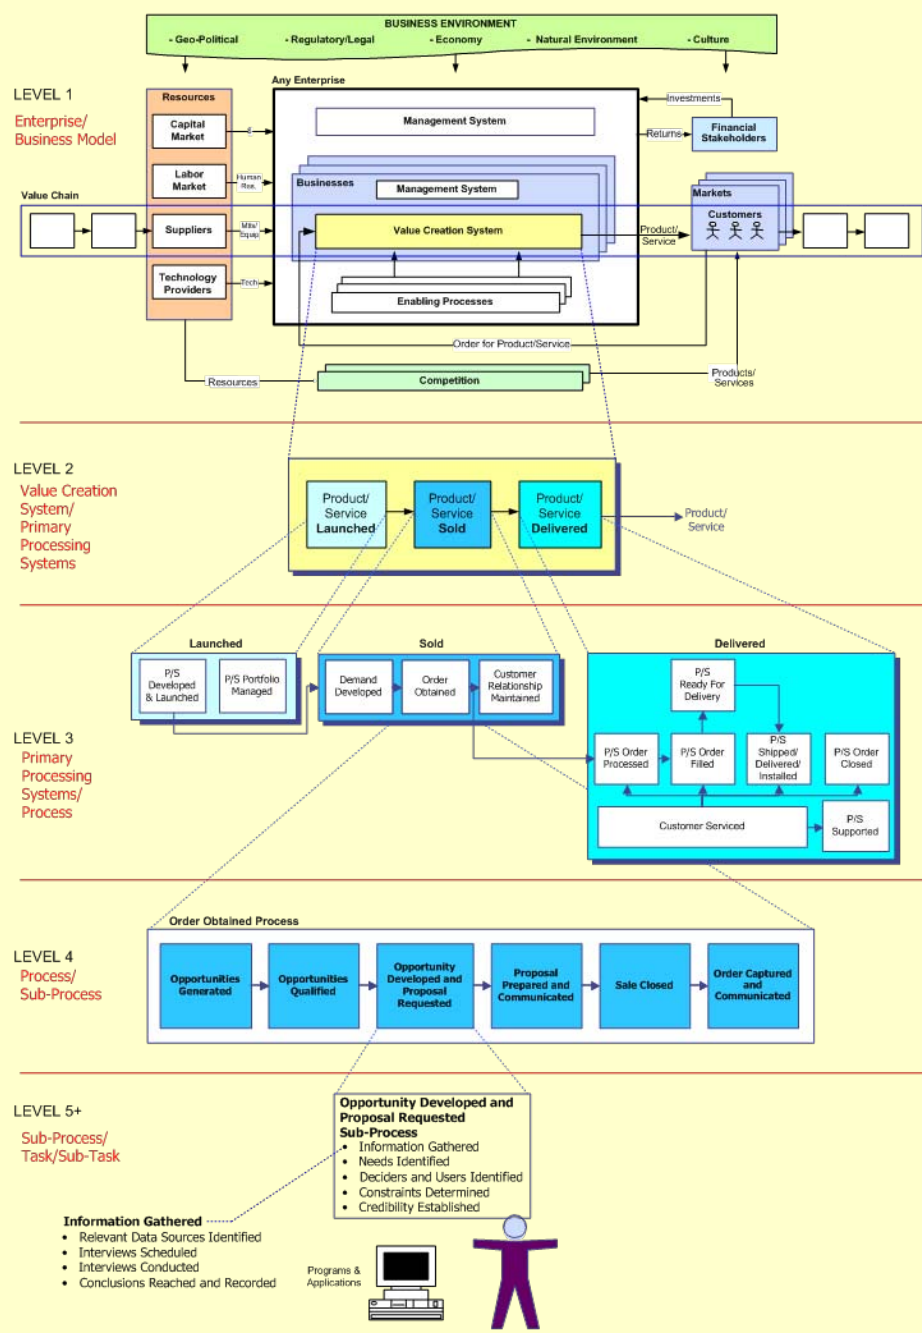 BUSINESS ENVIRONMENT
- Geo-Political - Regulatory/Legal - Economy - Natural Environment - Culture
LEVEL 1
Enterprise/
Business Model
Resources
Capital
Market
Labor
Market
Suppliers
Technology
Providers
Human
Res.
Mtls/
Equip
Tech
Any Enterprise
Management System
Businesses
Management System
Value Creation System
Enabling Processes
Investments
Returns
Financial
Stakeholders
Markets
Customers
Product/
Service
Value Chain
Order for Product/Service
Resources
Competition
Products/
Services
LEVEL 2
Value Creation
System/
Primary
Processing
Systems
Product/
Service
Launched
Product/
Service
Sold
Product/
Service
Delivered
Product/
Service
LEVEL 3
Primary
Processing
Systems/
Process
Launched
P/S
Developed
& Launched
P/S Portfolio
Managed
Sold
Demand
Developed
Order
Obtained
Customer
Relationship
Maintained
Delivered
P/S
Ready For
Delivery
P/S Order
Processed
P/S Order
Filled
P/S
Shipped/
Delivered/
Installed
P/S Order
Closed
Customer Serviced
P/S
Supported
LEVEL 4
Process/
Sub-Process
Order Obtained Process
Opportunities
Generated
Opportunities
Qualified
Opportunity
Developed and
Proposal
Requested
Proposal
Prepared and
Communicated
Sale Closed
Order Captured
and
Communicated
LEVEL 5+
Sub-Process/
Task/Sub-Task
Opportunity Developed and
Proposal Requested
Sub-Process
• Information Gathered
• Needs Identified
• Deciders and Users Identified
• Constraints Determined
• Credibility Established
Information Gathered
• Relevant Data Sources Identified
• Interviews Scheduled
• Interviews Conducted
• Conclusions Reached and Recorded
Programs &
Applications